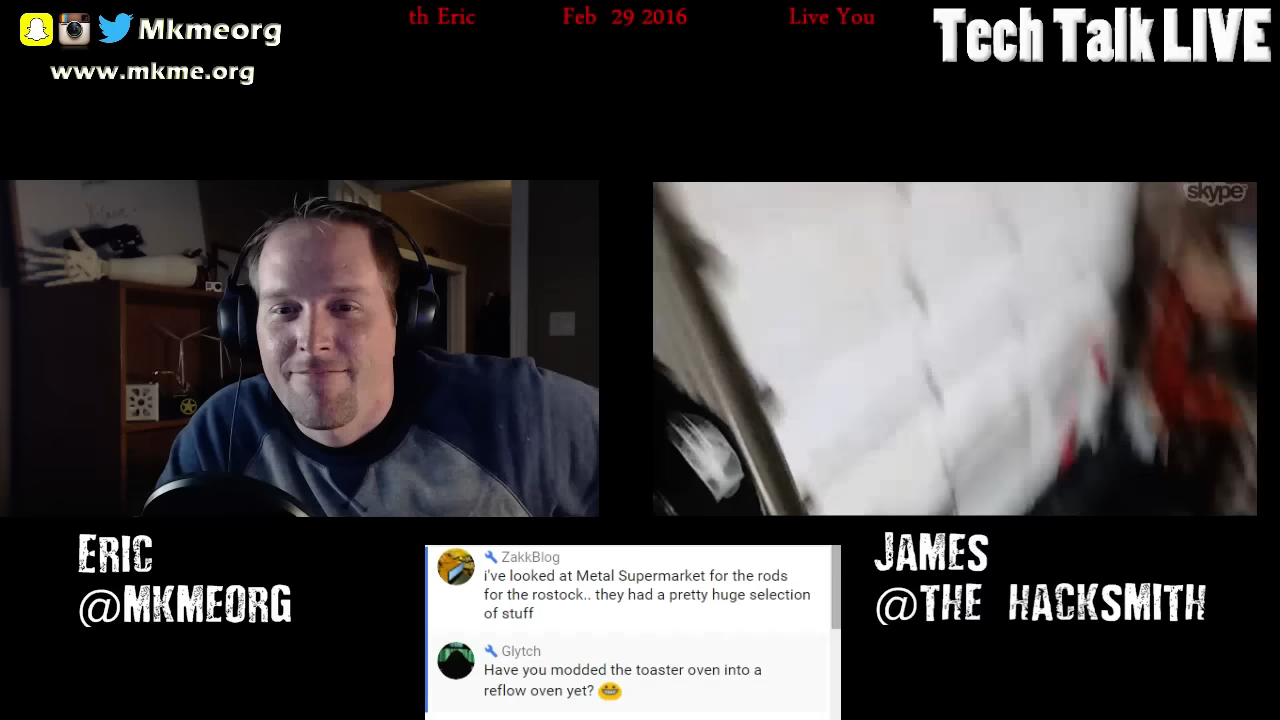 Mkmeorg
www.mkme.org
th Eric Feb 29 2016 Live You
Tech Talk LIVE
skype
ERIC
@MKMEORG
JAMES
@THE HACKSMITH
ZakkBlog
i've looked at Metal Supermarket for the rods
for the rostock.. they had a pretty huge selection
of stuff
Glytch
Have you modded the toaster oven into a
reflow oven yet?